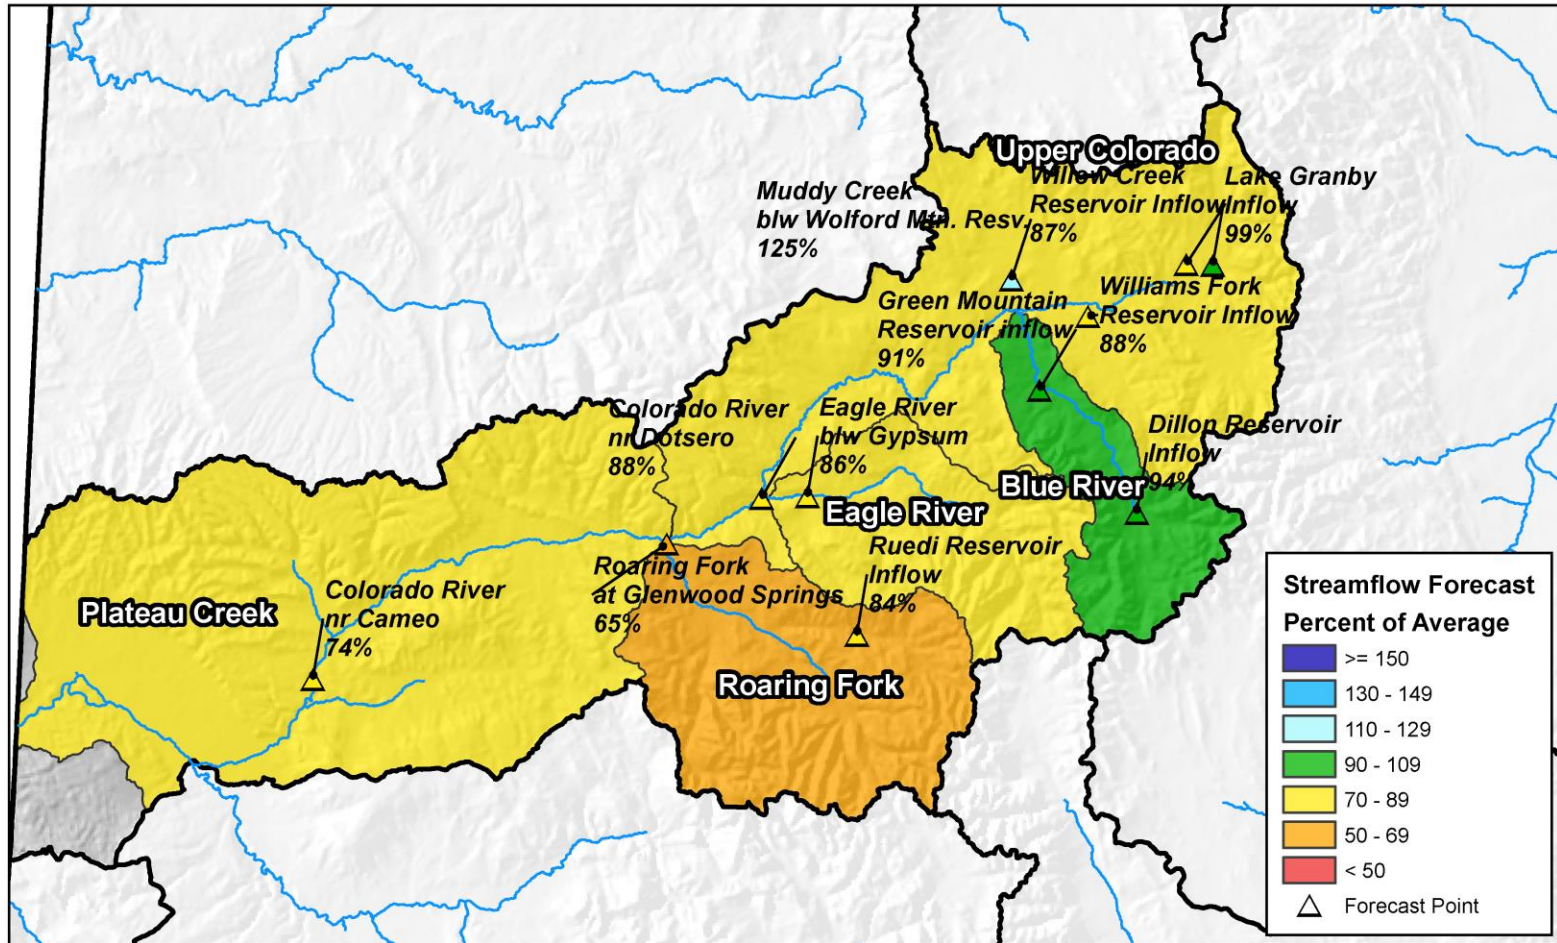 Upper Colorado
Muddy Creek
blw Wolford Mtn. Resv.
125%
Willow Creek
Reservoir Inflow
87%
Lake Granby
Inflow
99%
Green Mountain
Reservoir inflow
91%
Williams Fork
Reservoir Inflow
88%
Colorado River
nr Dotsero
88%
Eagle River
blw Gypsum
86%
Dillon Reservoir
Inflow
94%
Blue River
Eagle River
Ruedi Reservoir
Inflow
84%
Roaring Fork
at Glenwood Springs
65%
Colorado River
nr Cameo
74%
Plateau Creek
Roaring Fork
Streamflow Forecast
Percent of Average
>= 150
130 - 149
110 - 129
90 - 109
70 - 89
50 - 69
< 50
Forecast Point